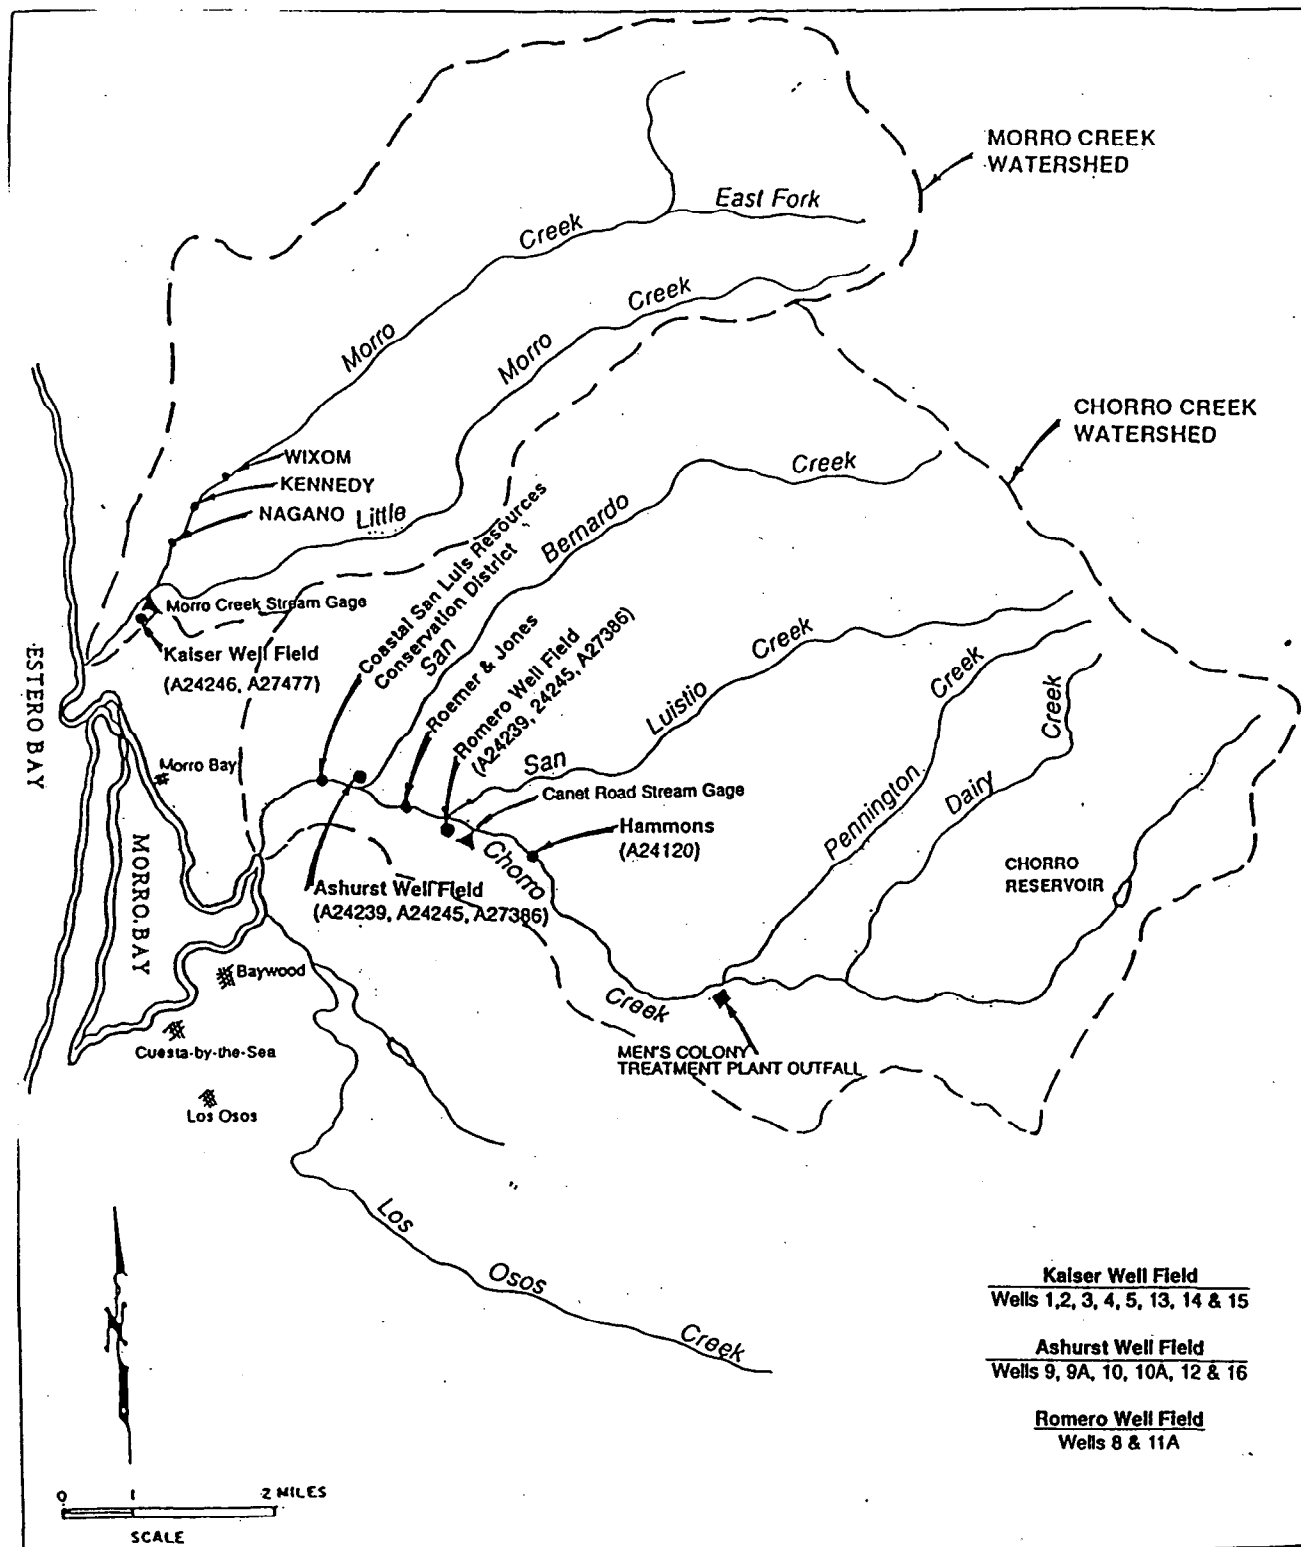 MORRO CREEK
WATERSHED
East Fork
Creek
Creek
Morro
Morro
CHORRO CREEK
WATERSHED
Creek
WIXOM
KENNEDY
NAGANO
Little
Bernardo
San
Coastal San Luis Resources
Conservation District
Morro Creek Stream Gage
Kaiser Well Field
(A24246, A27477)
Roemer & Jones
Romero Well Field
(A24239, 24245, A27386)
Creek
Luistio
San
Creek
Pennington
Creek
Dairy
ESTERO BAY
Morro Bay
MORRO BAY
Canet Road Stream Gage
Hammons
(A24120)
Chorro
Creek
Ashurst Well Field
(A24239, A24245, A27386)
CHORRO
RESERVOIR
Baywood
Cuesta-by-the-Sea
Los Osos
MEN'S COLONY
TREATMENT PLANT OUTFALL
Los
Osos
Creek
N
Kaiser Well Field
Wells 1,2, 3, 4, 5, 13, 14 & 15
Ashurst Well Field
Wells 9, 9A, 10, 10A, 12 & 16
Romero Well Field
Wells 8 & 11A
0 1 2 MILES
SCALE